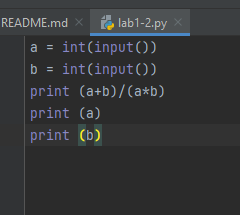 README.md lab1-2.py
a = int(input())
b = int(input())
print (a+b)/(a*b)
print (a)
print (b)